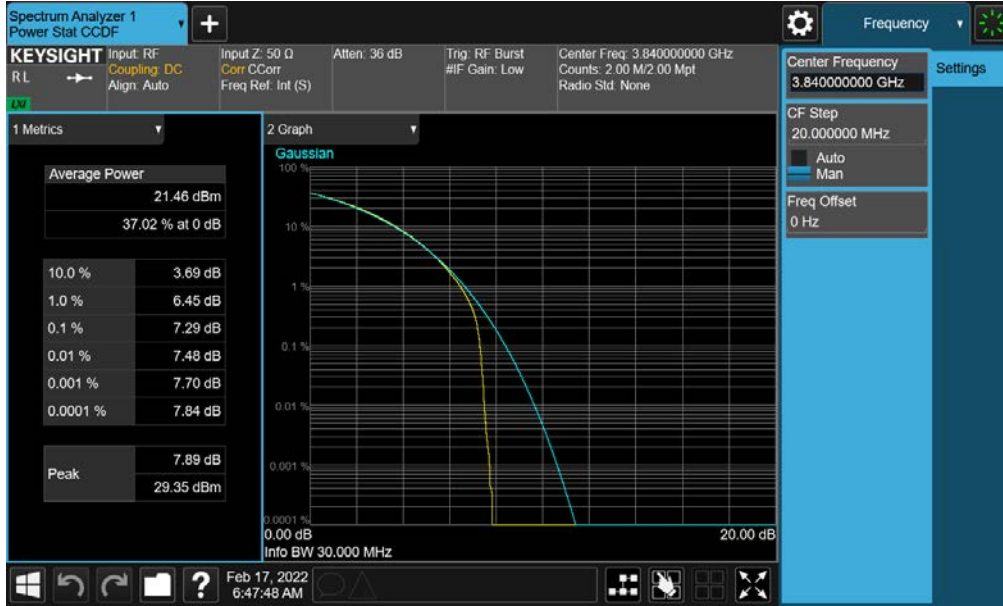 Spectrum Analyzer 1
Power Stat CCDF
Frequency
KEYSIGHT
RL
LXI
Input: RF
Coupling: DC
Align: Auto
Input Z: 50 Ω
Corr CCorr
Freq Ref: Int (S)
Atten: 36 dB
Trig: RF Burst
#IF Gain: Low
Center Freq: 3.840000000 GHz
Counts: 2.00 M/2.00 Mpt
Radio Std: None
Center Frequency
3.840000000 GHz
Settings
CF Step
20.000000 MHz
Auto
Man
Freq Offset
0 Hz
1 Metrics
Average Power
21.46 dBm
37.02 % at 0 dB
10.0 % 3.69 dB
1.0 % 6.45 dB
0.1 % 7.29 dB
0.01 % 7.48 dB
0.001 % 7.70 dB
0.0001 % 7.84 dB
Peak
7.89 dB
29.35 dBm
2 Graph
Gaussian
100 %
10 %
1 %
0.1 %
0.01 %
0.001 %
0.0001 %
0.00 dB
20.00 dB
Info BW 30.000 MHz
Feb 17, 2022
6:47:48 AM